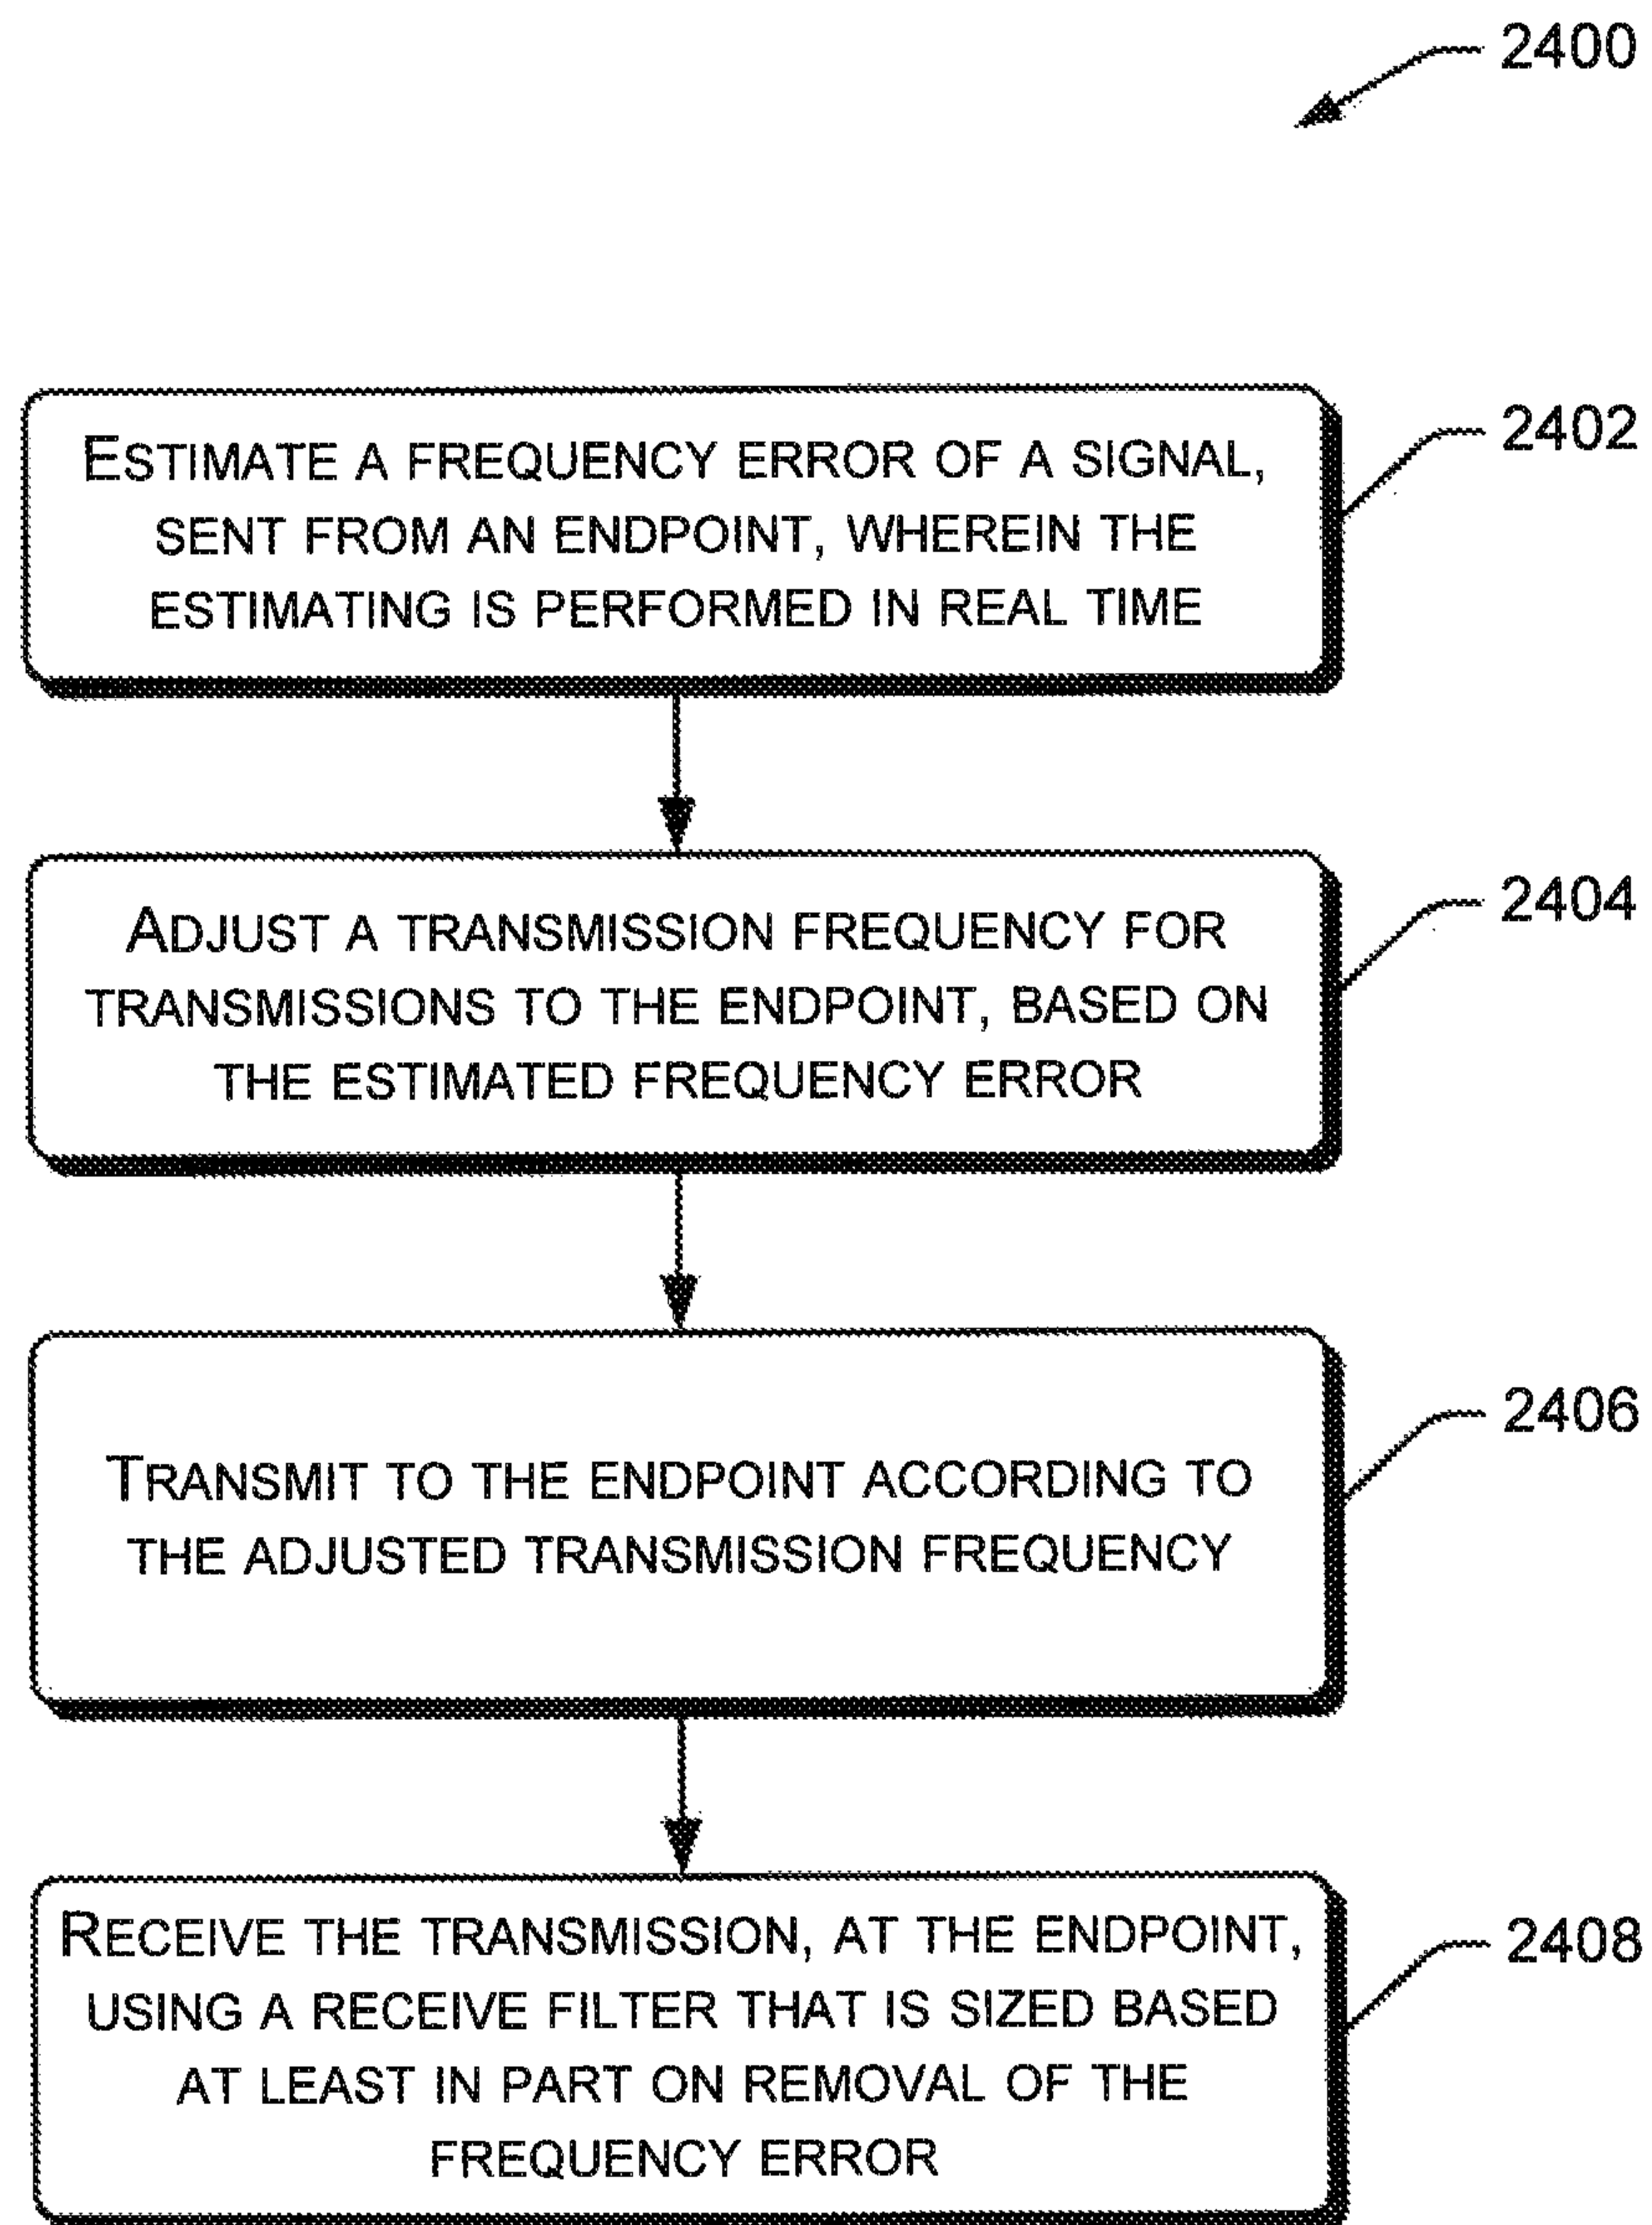 2400
ESTIMATE A FREQUENCY ERROR OF A SIGNAL,
SENT FROM AN ENDPOINT, WHEREIN THE
ESTIMATING IS PERFORMED IN REAL TIME
2402
ADJUST A TRANSMISSION FREQUENCY FOR
TRANSMISSIONS TO THE ENDPOINT, BASED ON
THE ESTIMATED FREQUENCY ERROR
2404
TRANSMIT TO THE ENDPOINT ACCORDING TO
THE ADJUSTED TRANSMISSION FREQUENCY
2406
RECEIVE THE TRANSMISSION, AT THE ENDPOINT,
USING A RECEIVE FILTER THAT IS SIZED BASED
AT LEAST IN PART ON REMOVAL OF THE
FREQUENCY ERROR
2408